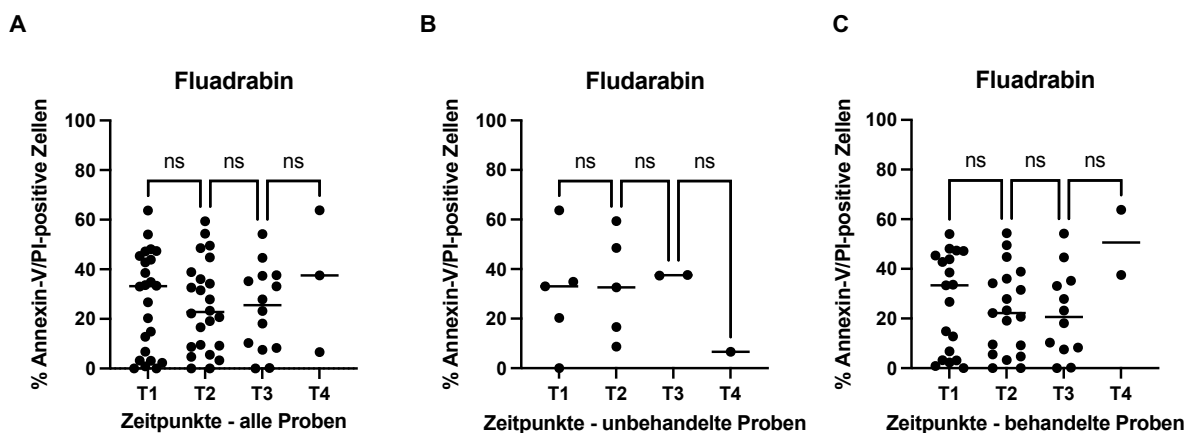 A
Fluadrabin
% Annexin-V/PI-positive Zellen
100
80
60
40
20
0
ns
ns
ns
T1 T2 T3 T4
Zeitpunkte - alle Proben
B
Fludarabin
% Annexin-V/PI-positive Zellen
100
80
60
40
20
0
ns
ns
ns
T1 T2 T3 T4
Zeitpunkte - unbehandelte Proben
C
Fluadrabin
% Annexin-V/PI-positive Zellen
100
80
60
40
20
0
ns
ns
ns
T1 T2 T3 T4
Zeitpunkte - behandelte Proben